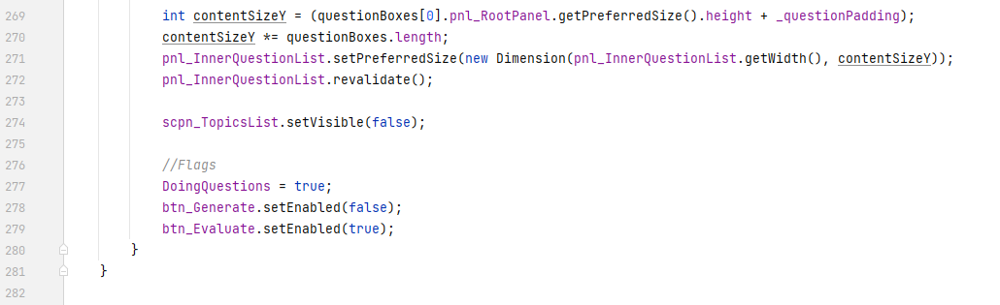 269 int contentSizeY = (questionBoxes[0].pnl_RootPanel.getPreferredSize().height + _questionPadding);
270 contentSizeY *= questionBoxes.length;
271 pnl_InnerQuestionList.setPreferredSize(new Dimension(pnl_InnerQuestionList.getWidth(), contentSizeY));
272 pnl_InnerQuestionList.revalidate();
273
274 scpn_TopicsList.setVisible(false);
275
276 //Flags
277 DoingQuestions = true;
278 btn_Generate.setEnabled(false);
279 btn_Evaluate.setEnabled(true);
280 }
281 }
282